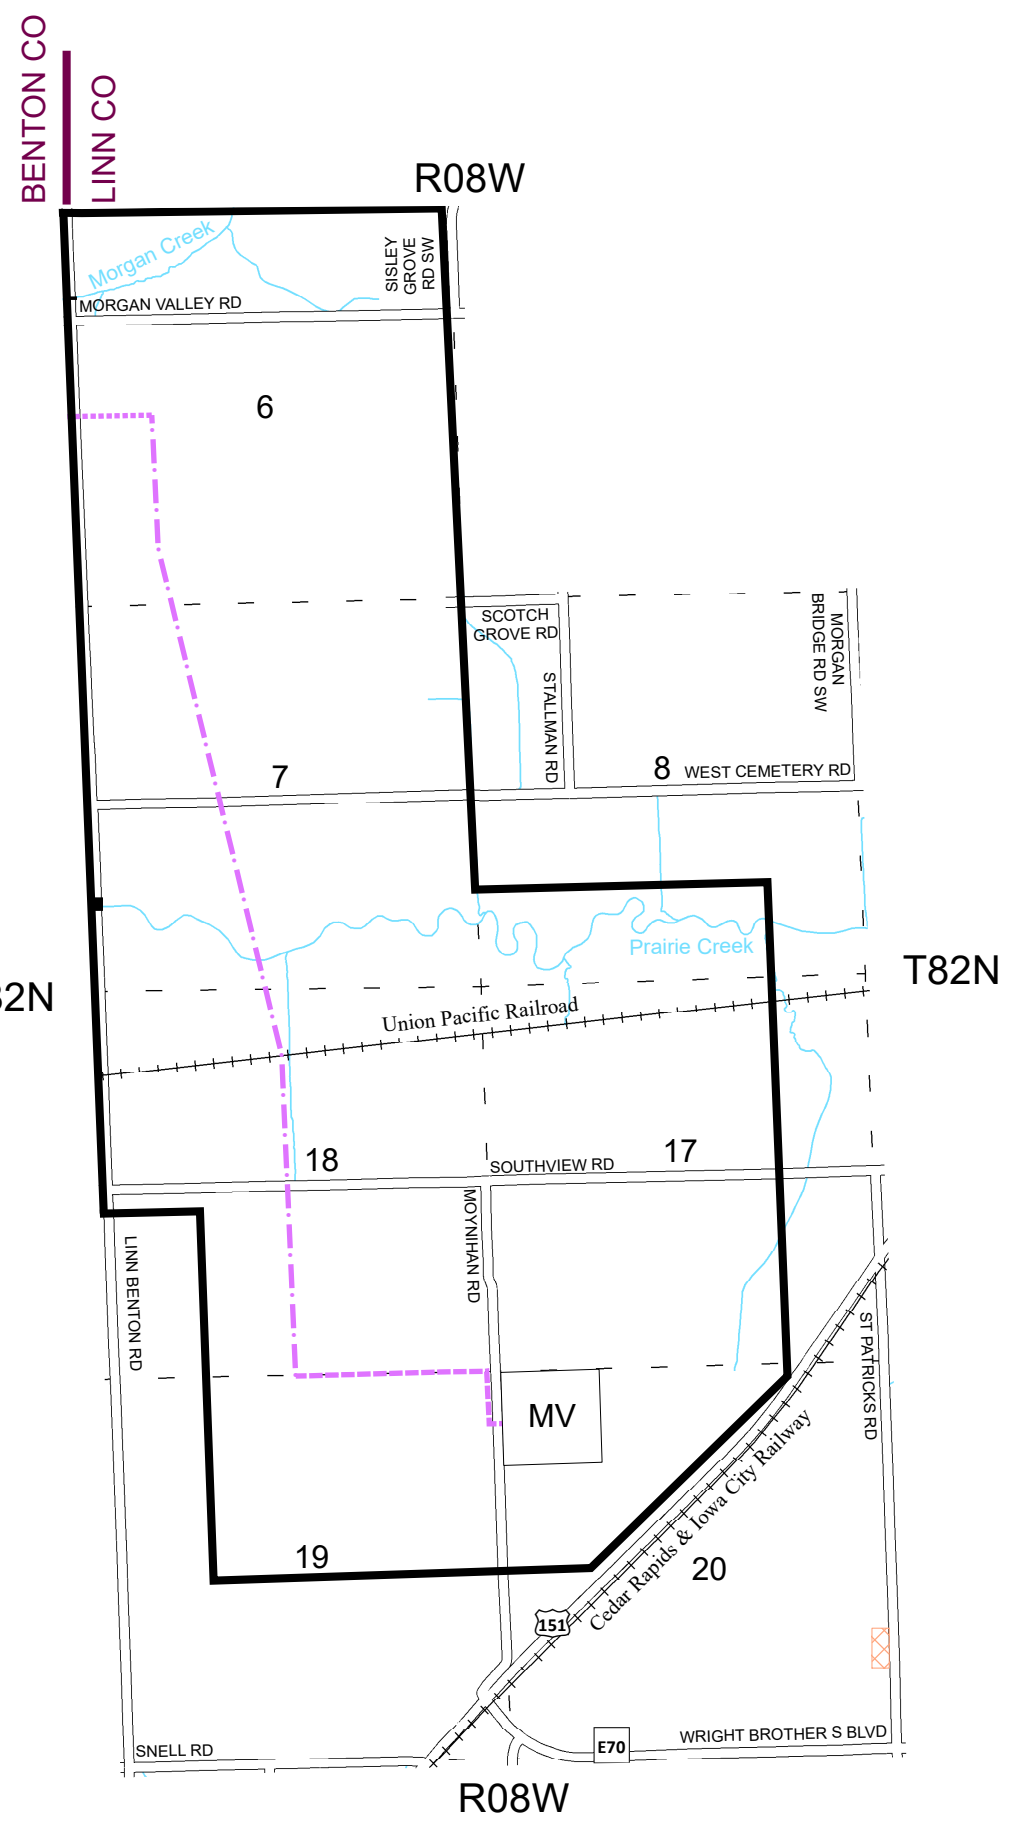 BENTON CO
LINN CO
R08W
Morgan Creek
SISLEY
GROVE
RD SW
MORGAN VALLEY RD
6
SCOTCH
GROVE RD
STALLMAN RD
MORGAN
BRIDGE RD SW
7
8
WEST CEMETERY RD
Prairie Creek
T82N
82N
Union Pacific Railroad
18
17
SOUTHVIEW RD
MOYNIHAN RD
LINN BENTON RD
ST PATRICKS RD
MV
Cedar Rapids & Iowa City Railway
19
20
151
SNELL RD
E70
WRIGHT BROTHER S BLVD
R08W